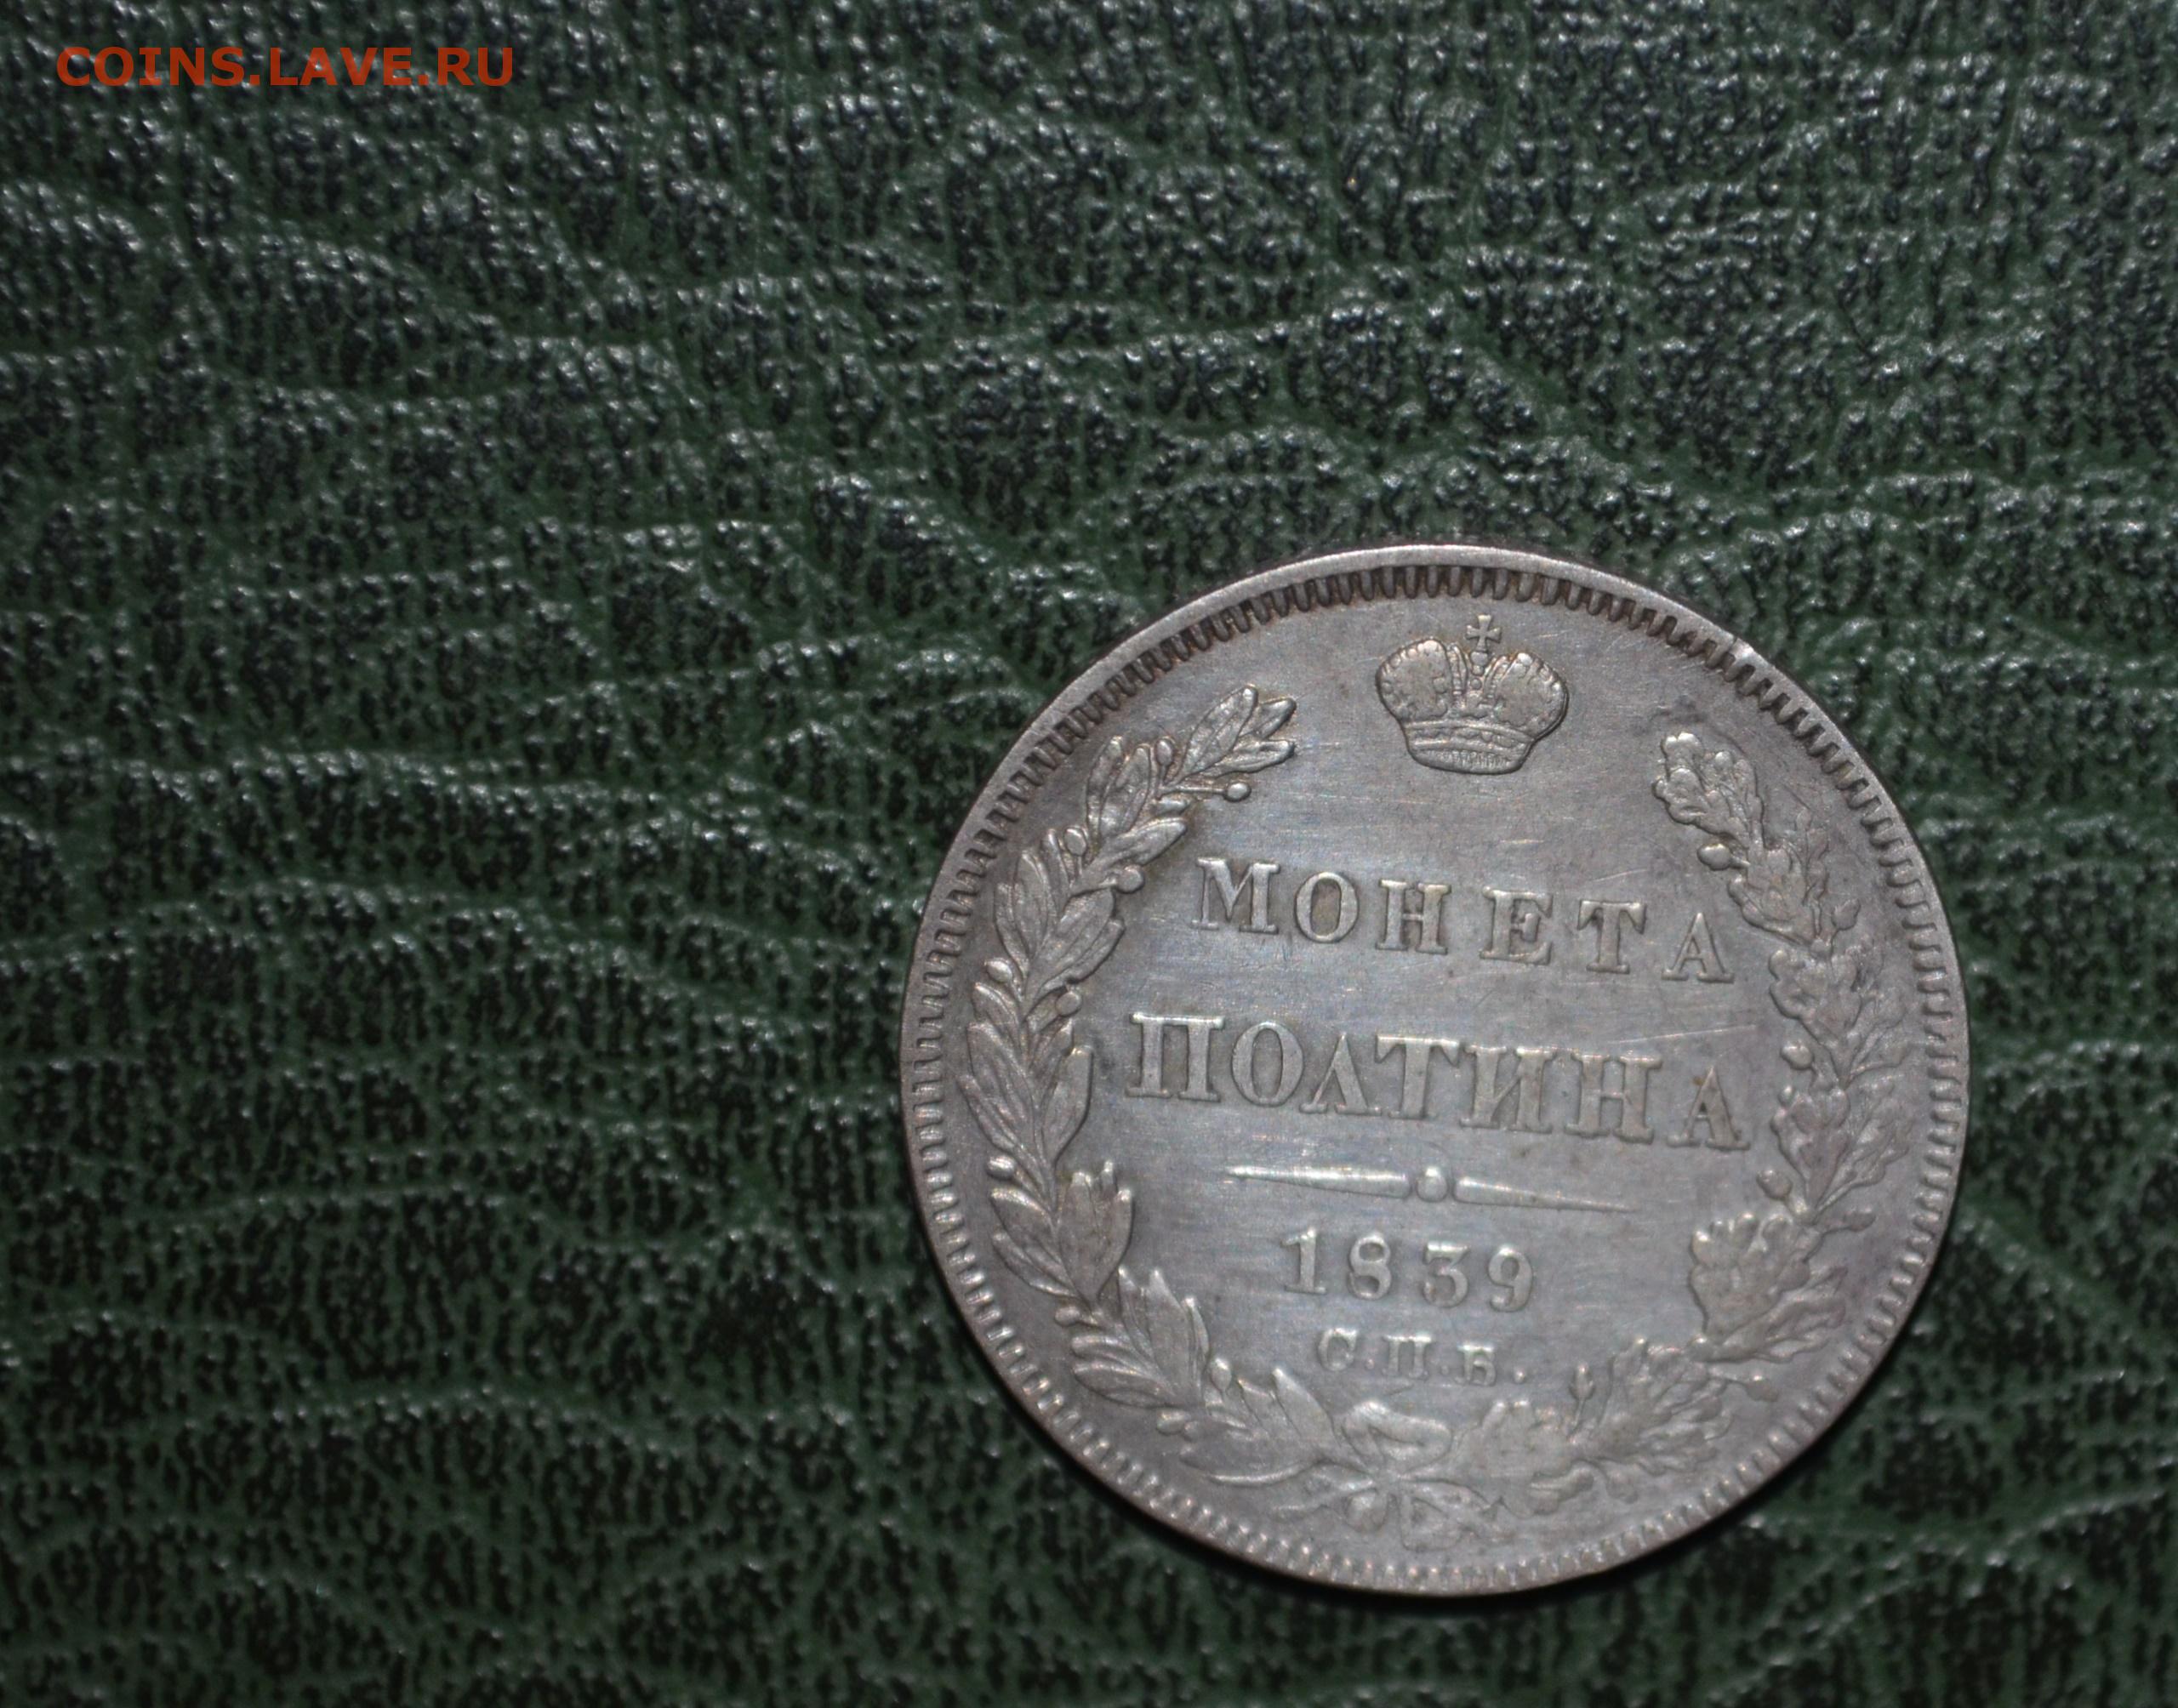 COINS.LAVE.RU
МОНЕТА
ПОЛТИНА
1839
С.П.Б.